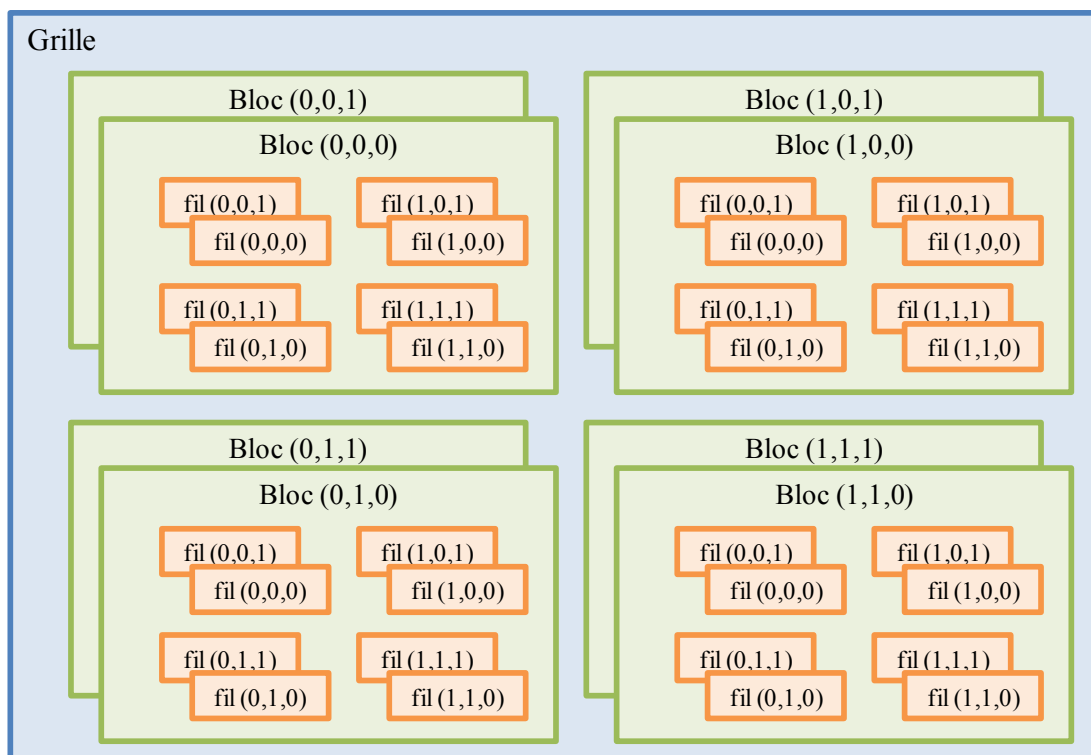 Grille
Bloc (0,0,1)
Bloc (0,0,0)
fil (0,0,1)
fil (0,0,0)
fil (1,0,1)
fil (1,0,0)
fil (0,1,1)
fil (0,1,0)
fil (1,1,1)
fil (1,1,0)
Bloc (1,0,1)
Bloc (1,0,0)
fil (0,0,1)
fil (0,0,0)
fil (1,0,1)
fil (1,0,0)
fil (0,1,1)
fil (0,1,0)
fil (1,1,1)
fil (1,1,0)
Bloc (0,1,1)
Bloc (0,1,0)
fil (0,0,1)
fil (0,0,0)
fil (1,0,1)
fil (1,0,0)
fil (0,1,1)
fil (0,1,0)
fil (1,1,1)
fil (1,1,0)
Bloc (1,1,1)
Bloc (1,1,0)
fil (0,0,1)
fil (0,0,0)
fil (1,0,1)
fil (1,0,0)
fil (0,1,1)
fil (0,1,0)
fil (1,1,1)
fil (1,1,0)